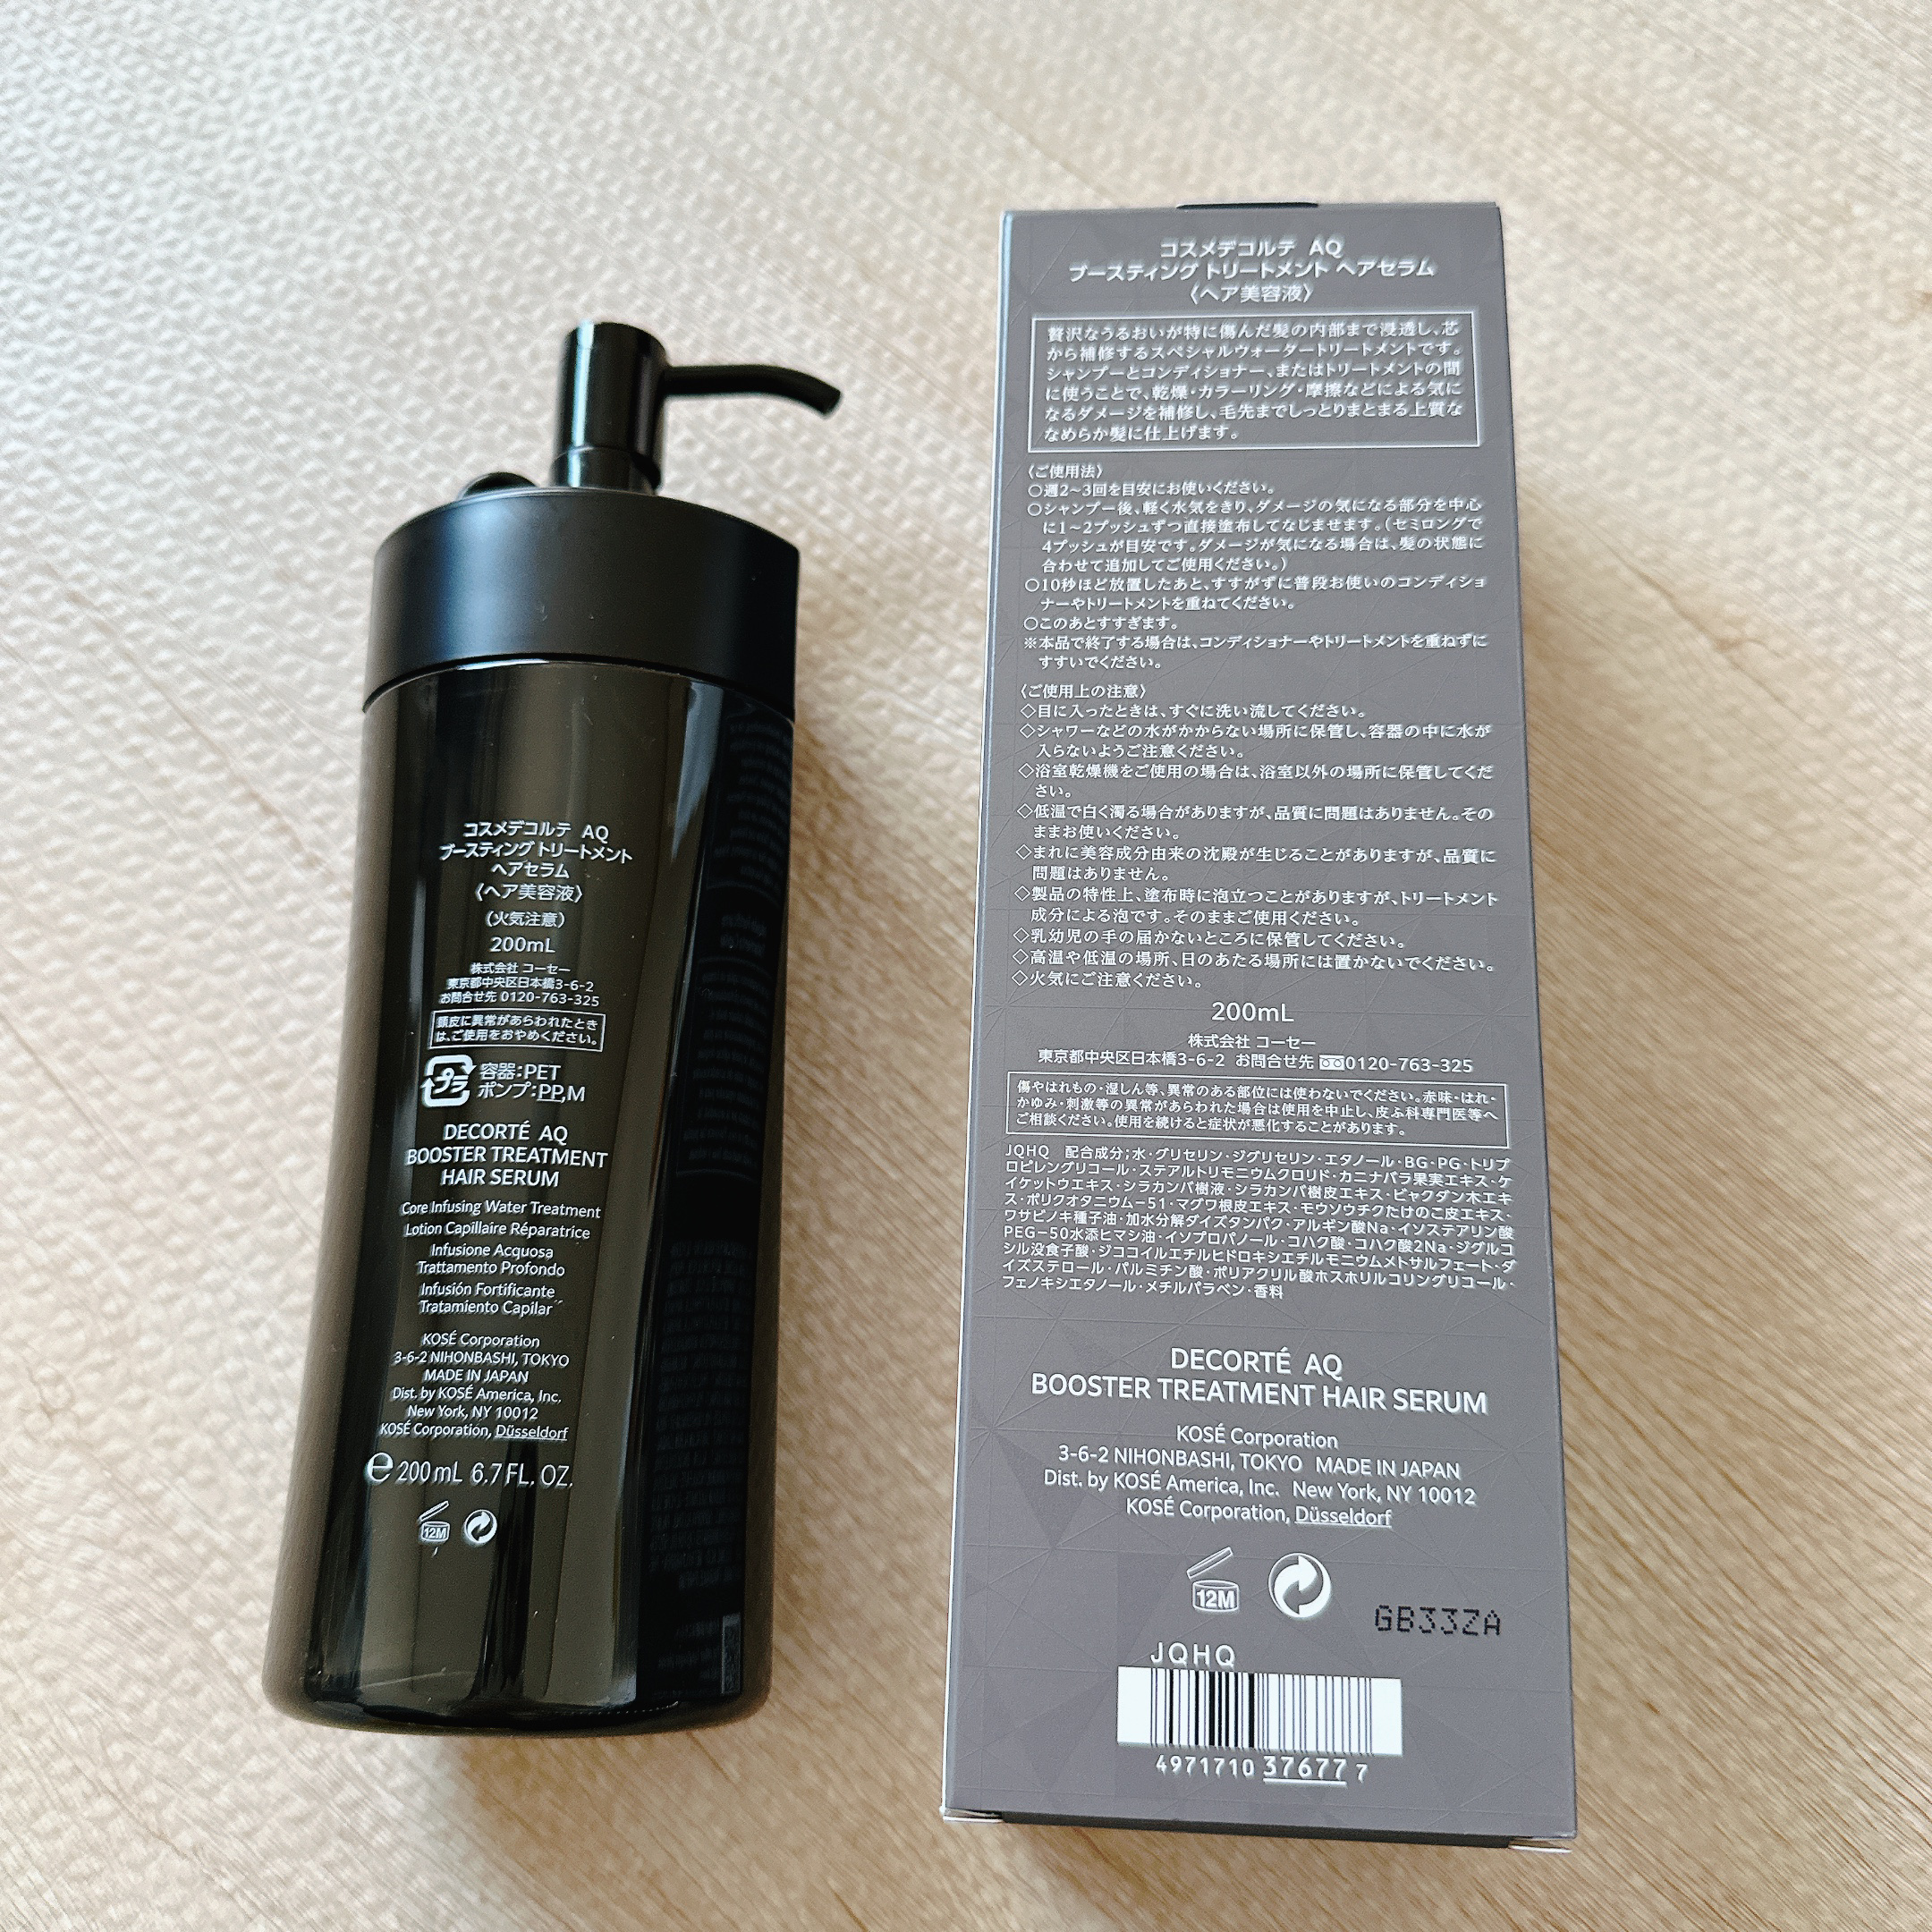 コスメデコルテ AQ
ブースティング トリートメント
ヘアセラム
〈ヘア美容液〉
(火気注意)
200mL
株式会社 コーセー
東京都中央区日本橋3-6-2
お問合せ先 0120-763-325
頭皮に異常があらわれたとき
は、ご使用をおやめください。
プラ
容器:PET
ポンプ:PP,M
DECORTÉ AQ
BOOSTER TREATMENT
HAIR SERUM
Core Infusing Water Treatment
Lotion Capillaire Réparatrice
Infusione Acquosa
Trattamento Profondo
Infusión Fortificante
Tratamiento Capilar
KOSÉ Corporation
3-6-2 NIHONBASHI, TOKYO
MADE IN JAPAN
Dist. by KOSÉ America, Inc.
New York, NY 10012
KOSÉ Corporation, Düsseldorf
℮ 200mL 6.7 FL. OZ.
12M
コスメデコルテ AQ
ブースティング トリートメント ヘアセラム
〈ヘア美容液〉
贅沢なうるおいが特に傷んだ髪の内部まで浸透し、芯
から補修するスペシャルウォータートリートメントです。
シャンプーとコンディショナー、またはトリートメントの間
に使うことで、乾燥・カラーリング・摩擦などによる気に
なるダメージを補修し、毛先までしっとりまとまる上質な
なめらか髪に仕上げます。
〈ご使用法〉
○週2~3回を目安にお使いください。
○シャンプー後、軽く水気をきり、ダメージの気になる部分を中心
に1~2プッシュずつ直接塗布してなじませます。(セミロングで
4プッシュが目安です。ダメージが気になる場合は、髪の状態に
合わせて追加してご使用ください。)
○10秒ほど放置したあと、すすがずに普段お使いのコンディショ
ナーやトリートメントを重ねてください。
○このあとすすぎます。
※本品で終了する場合は、コンディショナーやトリートメントを重ねずに
すすいでください。
〈ご使用上の注意〉
◇目に入ったときは、すぐに洗い流してください。
◇シャワーなどの水がかからない場所に保管し、容器の中に水が
入らないようご注意ください。
◇浴室乾燥機をご使用の場合は、浴室以外の場所に保管してくだ
さい。
◇低温で白く濁る場合がありますが、品質に問題はありません。その
ままお使いください。
◇まれに美容成分由来の沈殿が生じることがありますが、品質に
問題はありません。
◇製品の特性上、塗布時に泡立つことがありますが、トリートメント
成分による泡です。そのままご使用ください。
◇乳幼児の手の届かないところに保管してください。
◇高温や低温の場所、日のあたる場所には置かないでください。
◇火気にご注意ください。
200mL
株式会社 コーセー
東京都中央区日本橋3-6-2 お問合せ先 0120-763-325
傷やはれもの・湿しん等、異常のある部位には使わないでください。赤味・はれ・
かゆみ・刺激等の異常があらわれた場合は使用を中止し、皮ふ科専門医等へ
ご相談ください。使用を続けると症状が悪化することがあります。
JQHQ 配合成分;水・グリセリン・ジグリセリン・エタノール・BG・PG・トリプ
ロピレングリコール・ステアルトリモニウムクロリド・カニナバラ果実エキス・ケ
イケットウエキス・シラカンバ樹液・シラカンバ樹皮エキス・ビャクダン木エキ
ス・ポリクオタニウム-51・マグワ根皮エキス・モウソウチクたけのこ皮エキス・
ワサビノキ種子油・加水分解ダイズタンパク・アルギン酸Na・イソステアリン酸
PEG-50水添ヒマシ油・イソプロパノール・コハク酸・コハク酸2Na・ジグルコ
シル没食子酸・ジココイルエチルヒドロキシエチルモニウムメトサルフェート・ダ
イズステロール・パルミチン酸・ポリアクリル酸ホスホリルコリングリコール・
フェノキシエタノール・メチルパラベン・香料
DECORTÉ AQ
BOOSTER TREATMENT HAIR SERUM
KOSÉ Corporation
3-6-2 NIHONBASHI, TOKYO MADE IN JAPAN
Dist. by KOSÉ America, Inc. New York, NY 10012
KOSÉ Corporation, Düsseldorf
12M
GB33ZA
JQHQ
4971710 37677 7